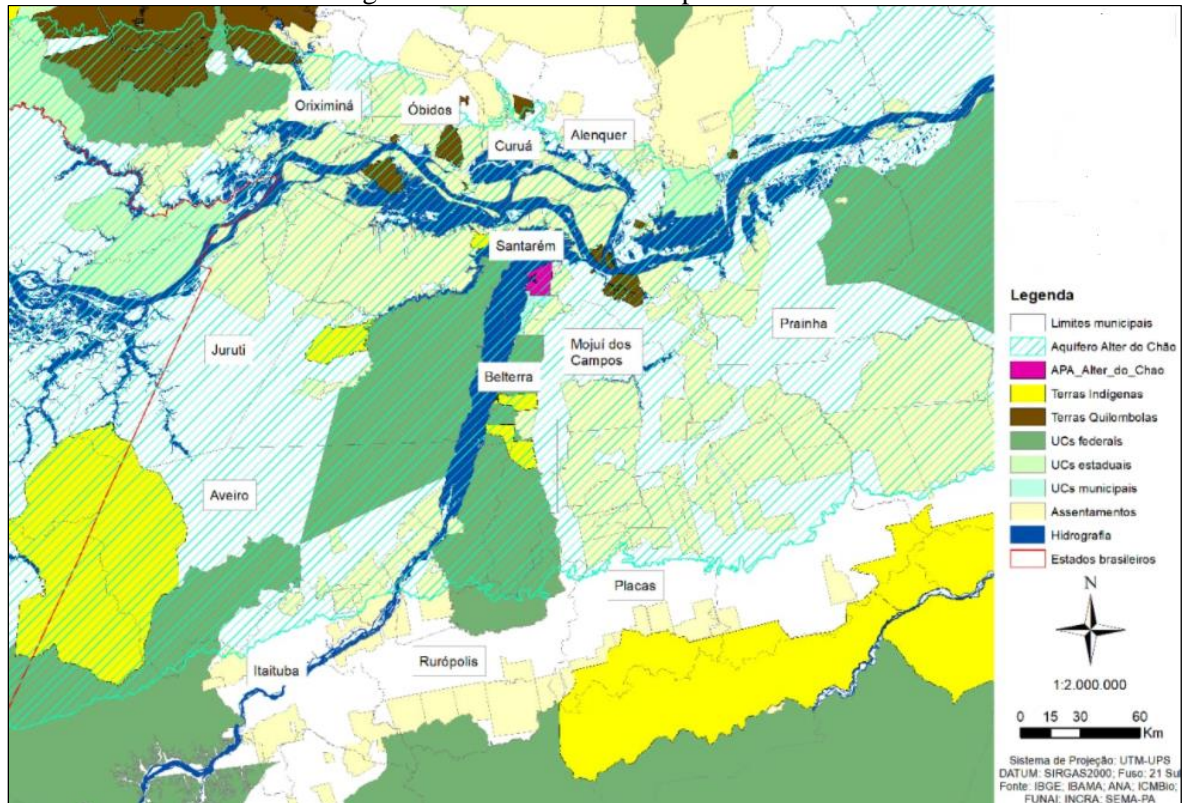 Oriximiná
Óbidos
Curuá
Alenquer
Santarém
Juruti
Mojuí dos
Campos
Prainha
Belterra
Aveiro
Placas
Rurópolis
Itaituba
Legenda
Limites municipais
Aquífero Alter do Chão
APA_Alter_do_Chao
Terras Indígenas
Terras Quilombolas
UCs federais
UCs estaduais
UCs municipais
Assentamentos
Hidrografia
Estados brasileiros
N
1:2.000.000
0 15 30 60
Km
Sistema de Projeção: UTM-UPS
DATUM: SIRGAS2000; Fuso: 21 Sul
Fonte: IBGE; IBAMA; ANA; ICMBio;
FUNAI; INCRA; SEMA-PA